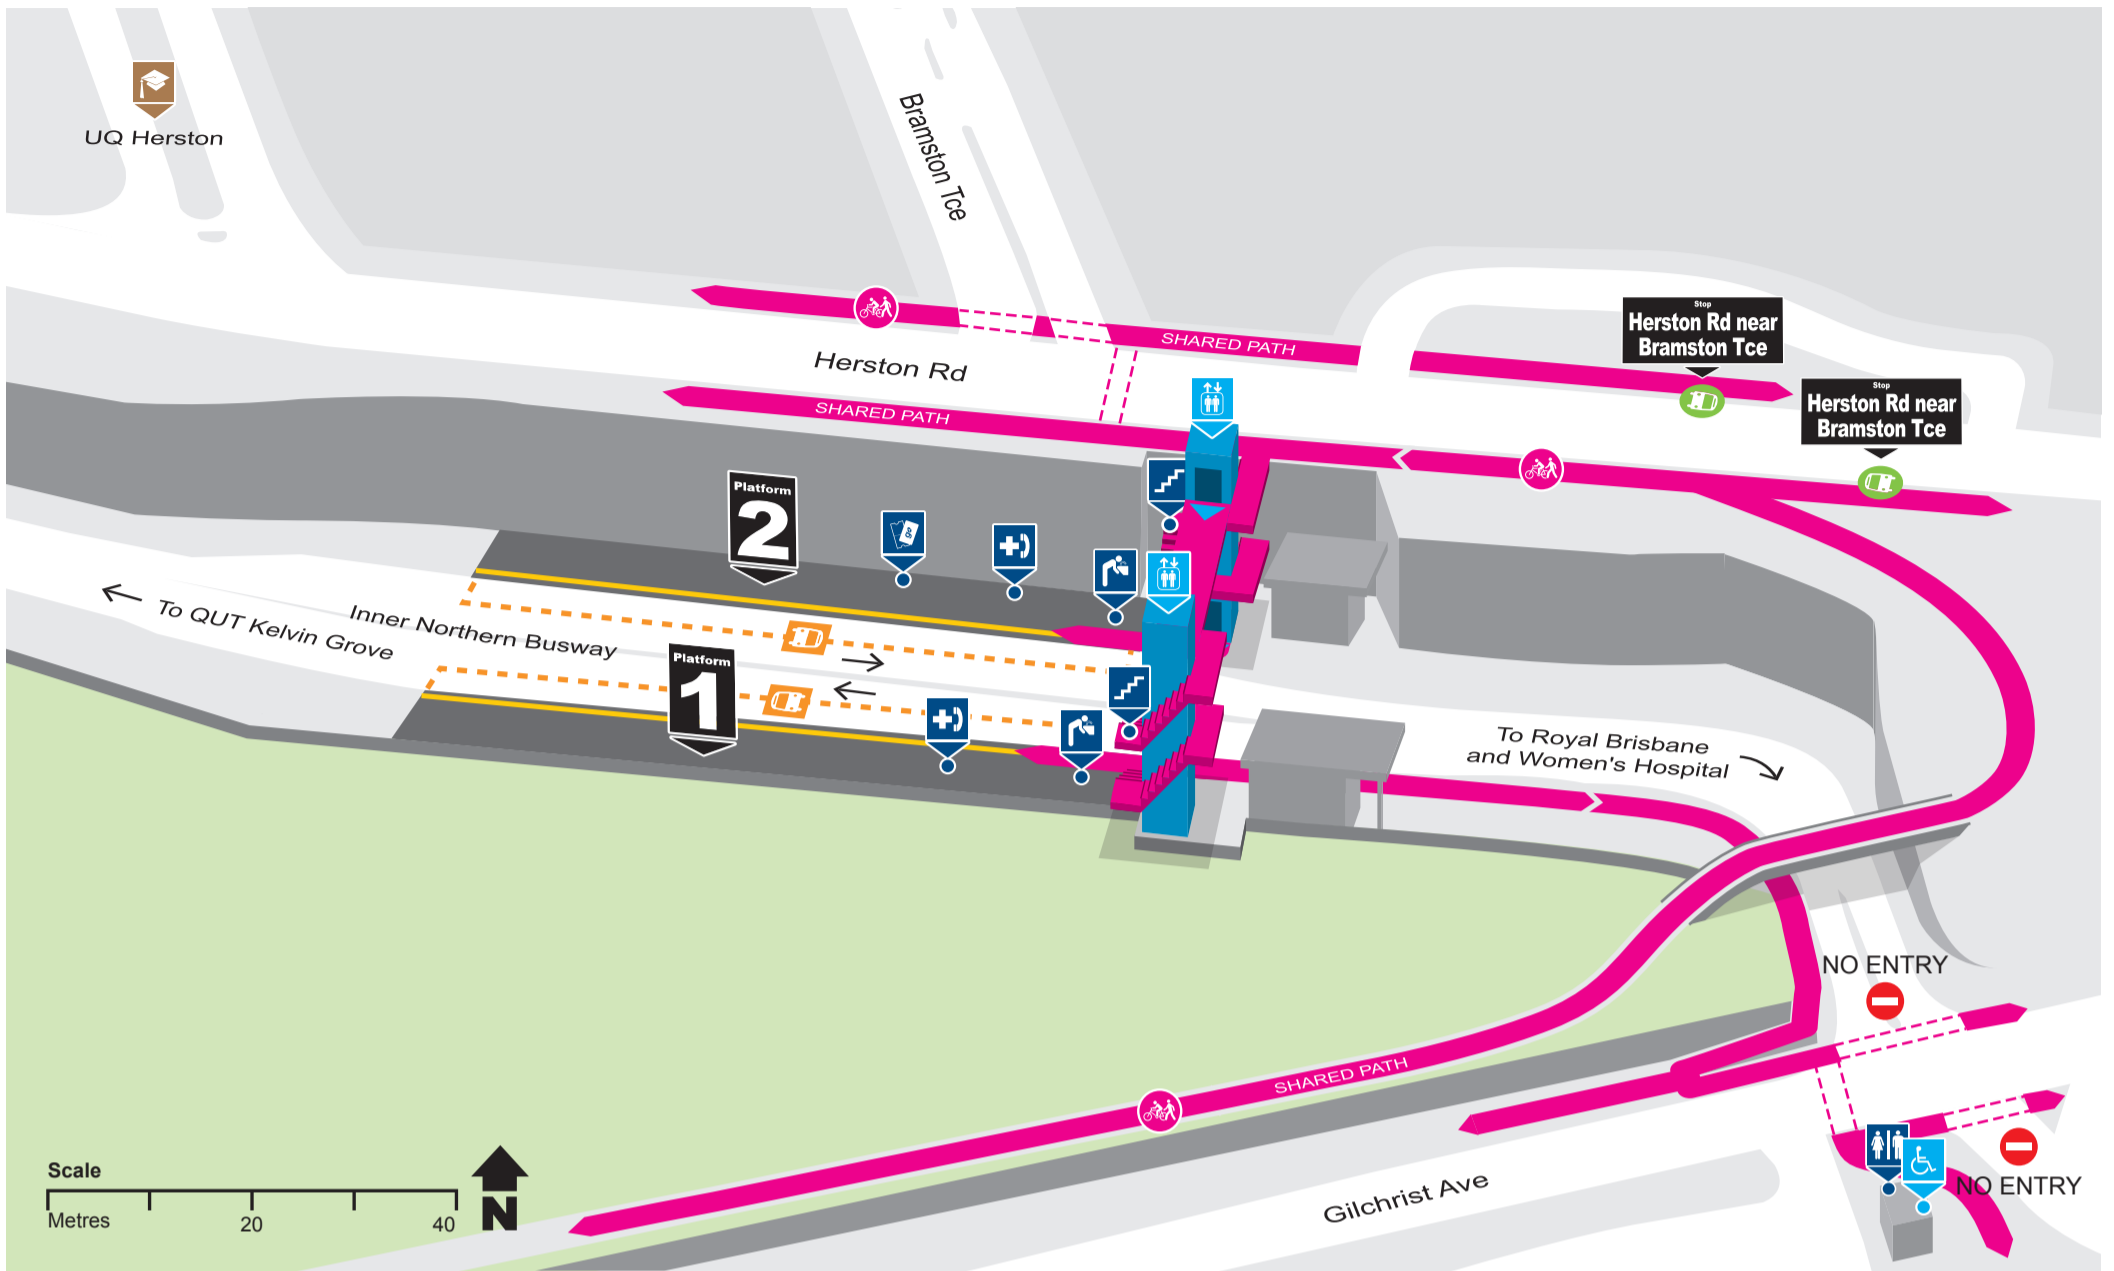 UQ Herston
Bramston Tce
Herston Rd
SHARED PATH
SHARED PATH
Stop
Herston Rd near
Bramston Tce
Stop
Herston Rd near
Bramston Tce
Platform
2
go
To QUT Kelvin Grove
Inner Northern Busway
Platform
1
To Royal Brisbane
and Women's Hospital
NO ENTRY
SHARED PATH
NO ENTRY
Gilchrist Ave
Scale
Metres
20
40
N